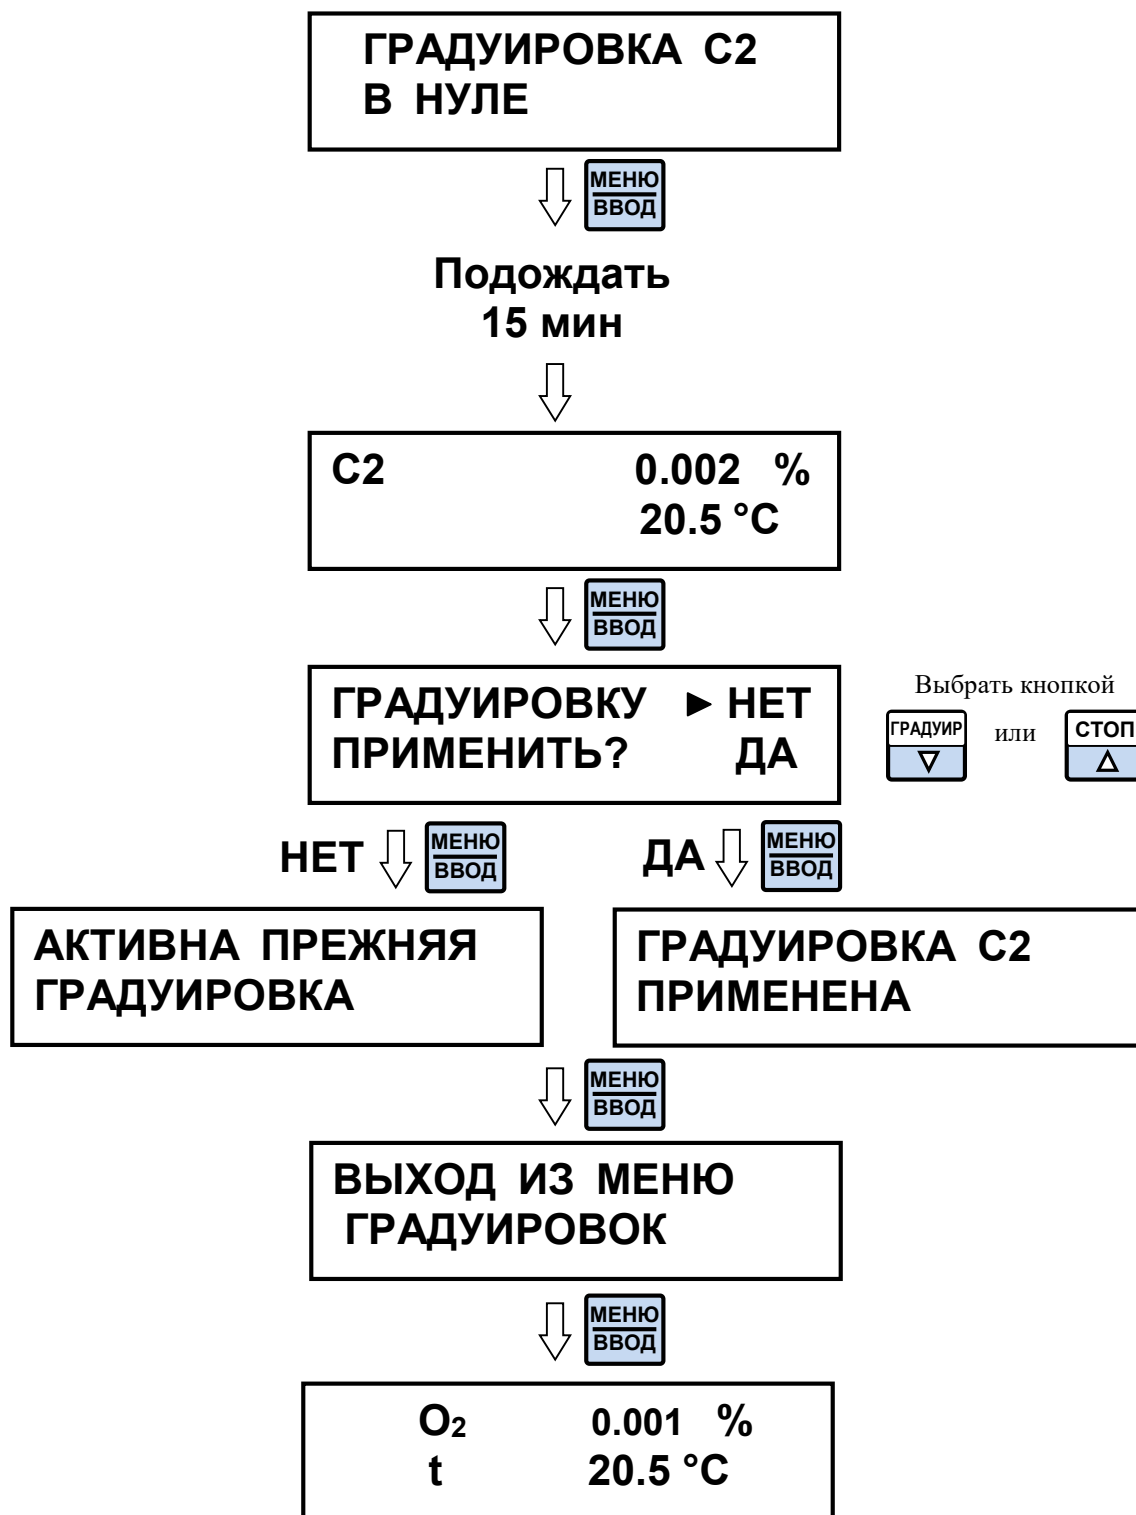 ГРАДУИРОВКА С2
В НУЛЕ
МЕНЮ
ВВОД
Подождать
15 мин
С2 0.002 %
20.5 °C
МЕНЮ
ВВОД
ГРАДУИРОВКУ ► НЕТ
ПРИМЕНИТЬ? ДА
Выбрать кнопкой
ГРАДУИР или СТОП
НЕТ МЕНЮ
ВВОД
ДА МЕНЮ
ВВОД
АКТИВНА ПРЕЖНЯЯ
ГРАДУИРОВКА
ГРАДУИРОВКА С2
ПРИМЕНЕНА
МЕНЮ
ВВОД
ВЫХОД ИЗ МЕНЮ
ГРАДУИРОВОК
МЕНЮ
ВВОД
O₂ 0.001 %
t 20.5 °C